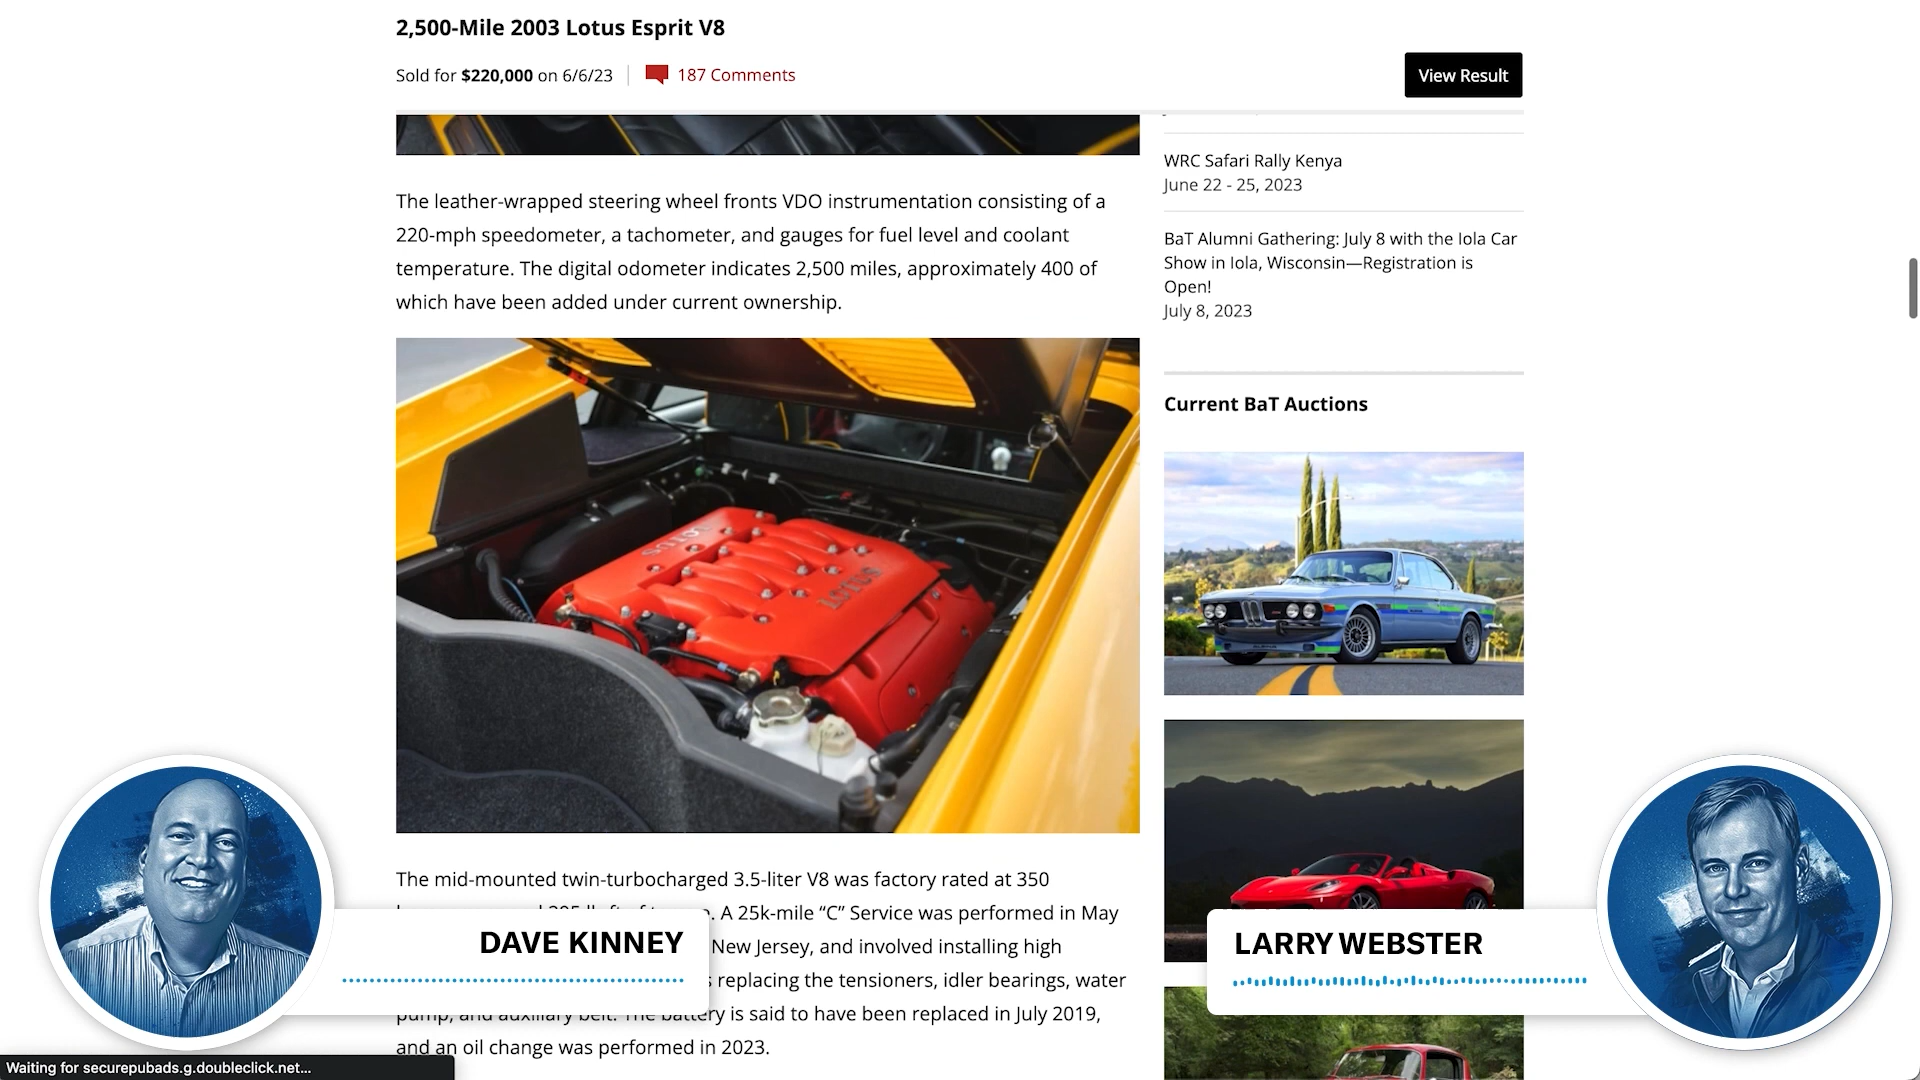 2,500-Mile 2003 Lotus Esprit V8
Sold for $220,000 on 6/6/23
187 Comments
View Result
The leather-wrapped steering wheel fronts VDO instrumentation consisting of a
220-mph speedometer, a tachometer, and gauges for fuel level and coolant
temperature. The digital odometer indicates 2,500 miles, approximately 400 of
which have been added under current ownership.
LOTUS
LOTUS
The mid-mounted twin-turbocharged 3.5-liter V8 was factory rated at 350
A 25k-mile “C” Service was performed in May
New Jersey, and involved installing high
replacing the tensioners, idler bearings, water
pump, and auxiliary belt. The battery is said to have been replaced in July 2019,
and an oil change was performed in 2023.
WRC Safari Rally Kenya
June 22 - 25, 2023
BaT Alumni Gathering: July 8 with the Iola Car
Show in Iola, Wisconsin—Registration is
Open!
July 8, 2023
Current BaT Auctions
DAVE KINNEY
LARRY WEBSTER
Waiting for securepubads.g.doubleclick.net...